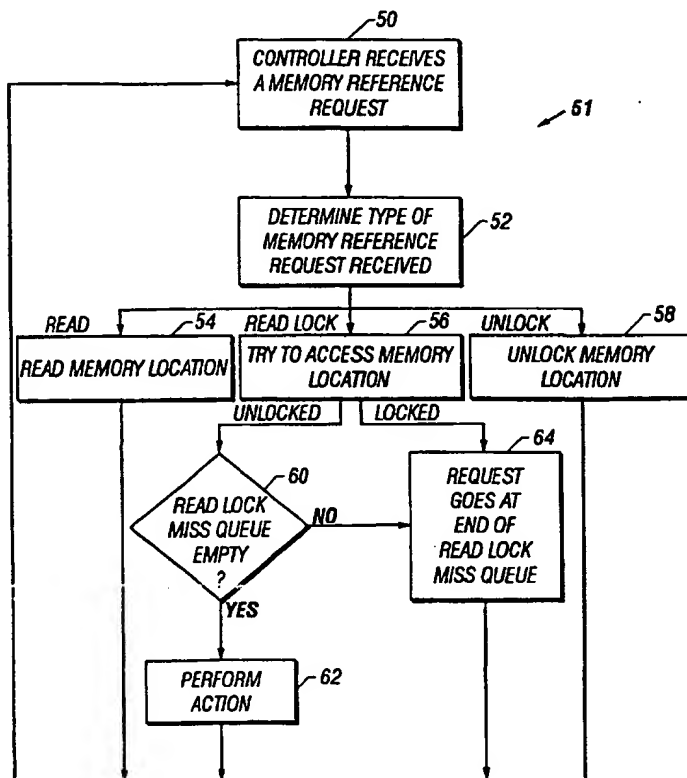 50
CONTROLLER RECEIVES
A MEMORY REFERENCE
REQUEST
61
DETERMINE TYPE OF
MEMORY REFERENCE
REQUEST RECEIVED
52
READ
54
READ LOCK
56
UNLOCK
58
READ MEMORY LOCATION
TRY TO ACCESS MEMORY
LOCATION
UNLOCK MEMORY
LOCATION
UNLOCKED
LOCKED
60
READ LOCK
MISS QUEUE
EMPTY
?
NO
YES
64
REQUEST
GOES AT
END OF
READ LOCK
MISS QUEUE
PERFORM
ACTION
62